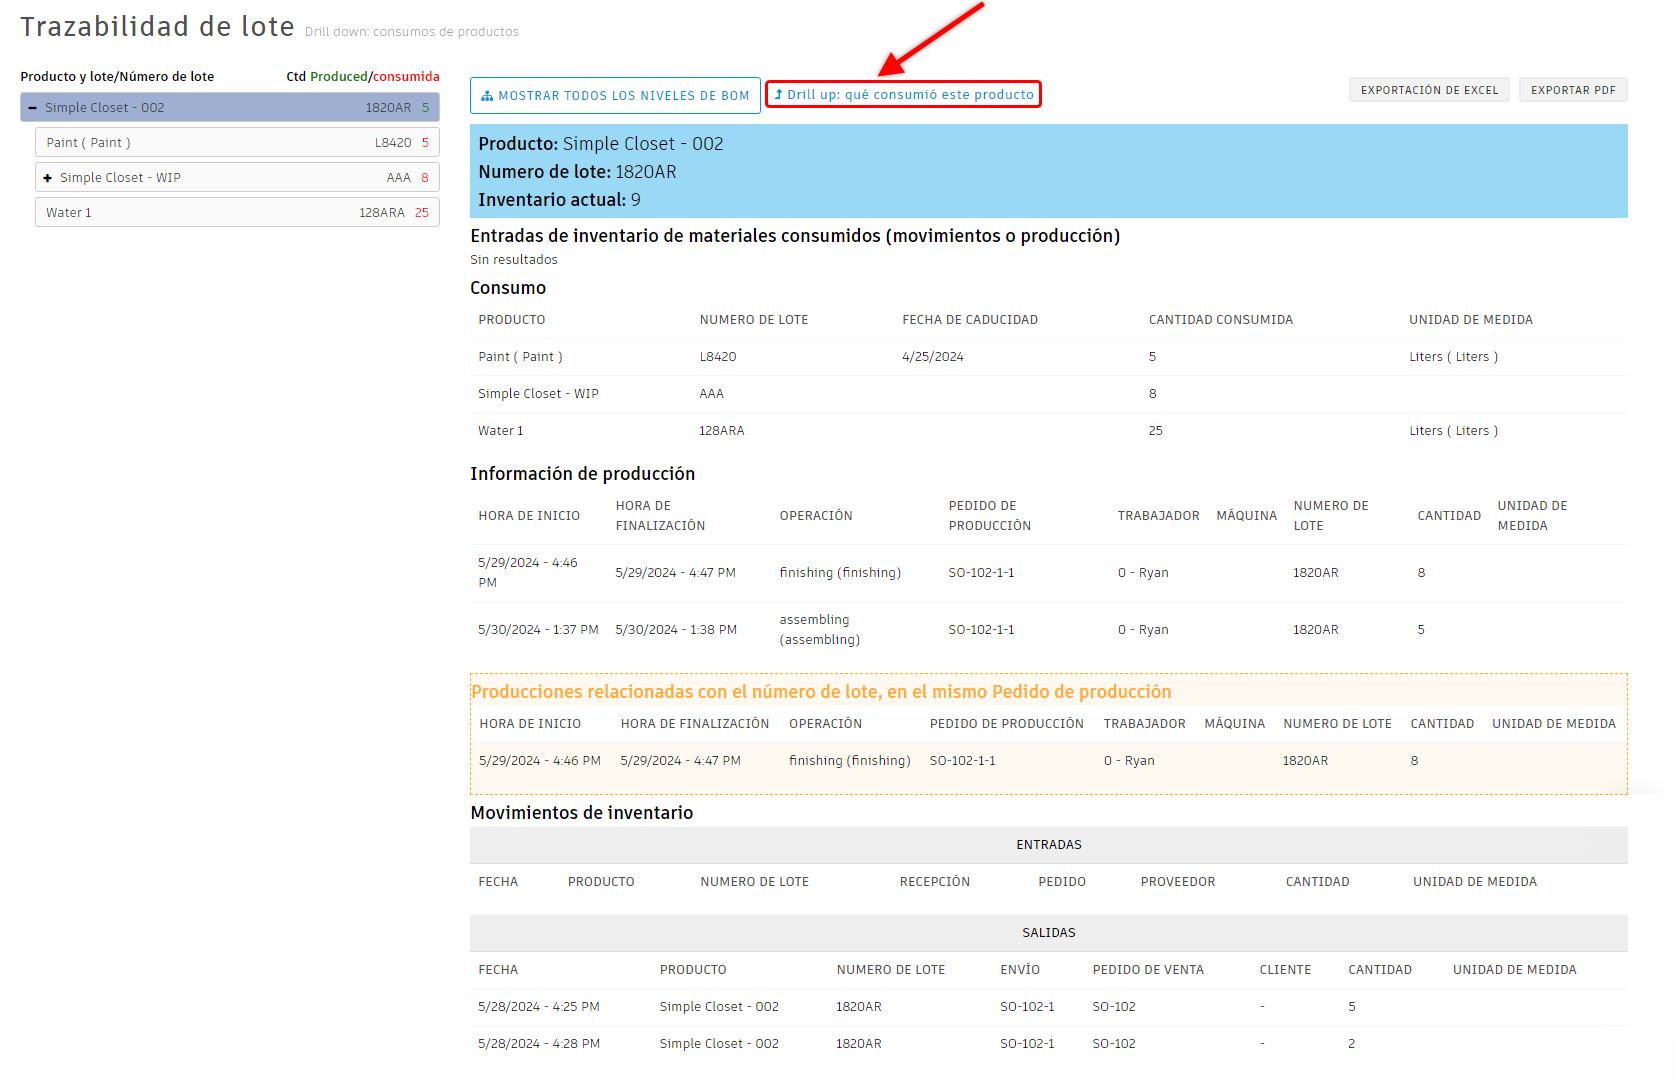 Trazabilidad de lote Drill down: consumos de productos
Producto y lote/Número de lote Ctd Produced/consumida
Simple Closet - 002 1820AR 5
Paint ( Paint ) L8420 5
Simple Closet - WIP AAA 8
Water 1 128ARA 25
MOSTRAR TODOS LOS NIVELES DE BOM Drill up: qué consumió este producto EXPORTACIÓN DE EXCEL EXPORTAR PDF
Producto: Simple Closet - 002
Numero de lote: 1820AR
Inventario actual: 9
Entradas de inventario de materiales consumidos (movimientos o producción)
Sin resultados
Consumo
PRODUCTO NUMERO DE LOTE FECHA DE CADUCIDAD CANTIDAD CONSUMIDA UNIDAD DE MEDIDA
Paint ( Paint ) L8420 4/25/2024 5 Liters ( Liters )
Simple Closet - WIP AAA 8
Water 1 128ARA 25 Liters ( Liters )
Información de producción
HORA DE INICIO HORA DE FINALIZACIÓN OPERACIÓN PEDIDO DE PRODUCCIÓN TRABAJADOR MÁQUINA NUMERO DE LOTE CANTIDAD UNIDAD DE MEDIDA
5/29/2024 - 4:46 PM 5/29/2024 - 4:47 PM finishing (finishing) SO-102-1-1 0 - Ryan 1820AR 8
5/30/2024 - 1:37 PM 5/30/2024 - 1:38 PM assembling (assembling) SO-102-1-1 0 - Ryan 1820AR 5
Producciones relacionadas con el número de lote, en el mismo Pedido de producción
HORA DE INICIO HORA DE FINALIZACIÓN OPERACIÓN PEDIDO DE PRODUCCIÓN TRABAJADOR MÁQUINA NUMERO DE LOTE CANTIDAD UNIDAD DE MEDIDA
5/29/2024 - 4:46 PM 5/29/2024 - 4:47 PM finishing (finishing) SO-102-1-1 0 - Ryan 1820AR 8
Movimientos de inventario
ENTRADAS
FECHA PRODUCTO NUMERO DE LOTE RECEPCIÓN PEDIDO PROVEEDOR CANTIDAD UNIDAD DE MEDIDA
SALIDAS
FECHA PRODUCTO NUMERO DE LOTE ENVÍO PEDIDO DE VENTA CLIENTE CANTIDAD UNIDAD DE MEDIDA
5/28/2024 - 4:25 PM Simple Closet - 002 1820AR SO-102-1 SO-102 - 5
5/28/2024 - 4:28 PM Simple Closet - 002 1820AR SO-102-1 SO-102 - 2